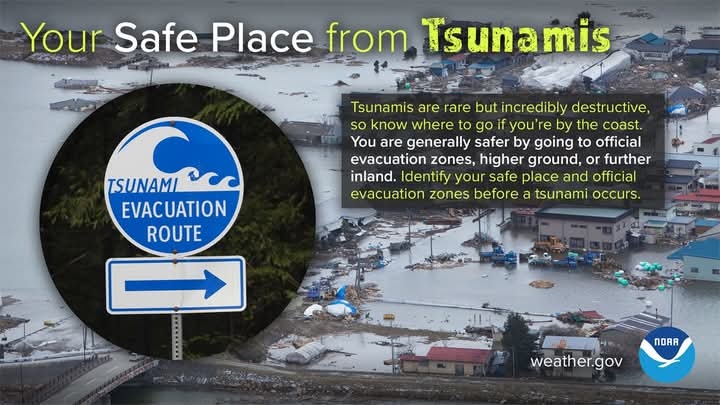 Your Safe Place from Tsunamis
Tsunamis are rare but incredibly destructive,
so know where to go if you're by the coast.
You are generally safer by going to official
evacuation zones, higher ground, or further
inland. Identify your safe place and official
evacuation zones before a tsunami occurs.
TSUNAMI
EVACUATION
ROUTE
weather.gov
NOAA